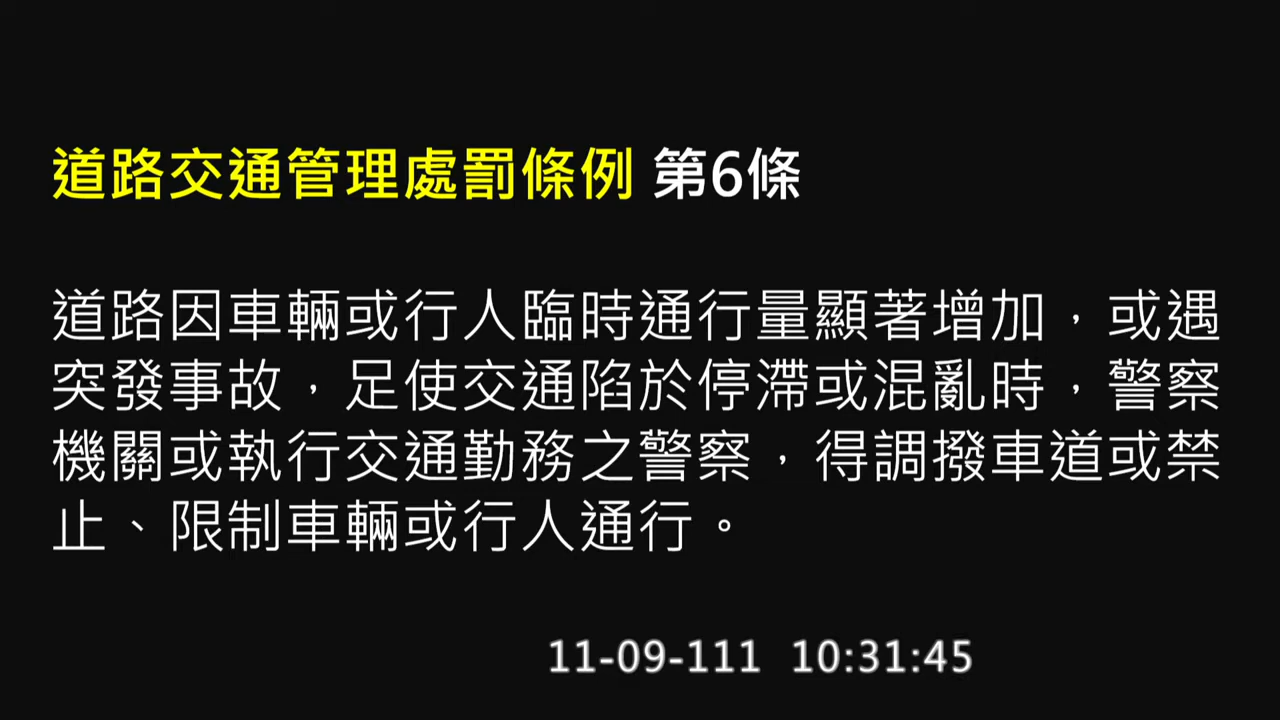 道路交通管理處罰條例 第6條
道路因車輛或行人臨時通行量顯著增加，或遇
突發事故，足使交通陷於停滯或混亂時，警察
機關或執行交通勤務之警察，得調撥車道或禁
止、限制車輛或行人通行。
11-09-111 10:31:45